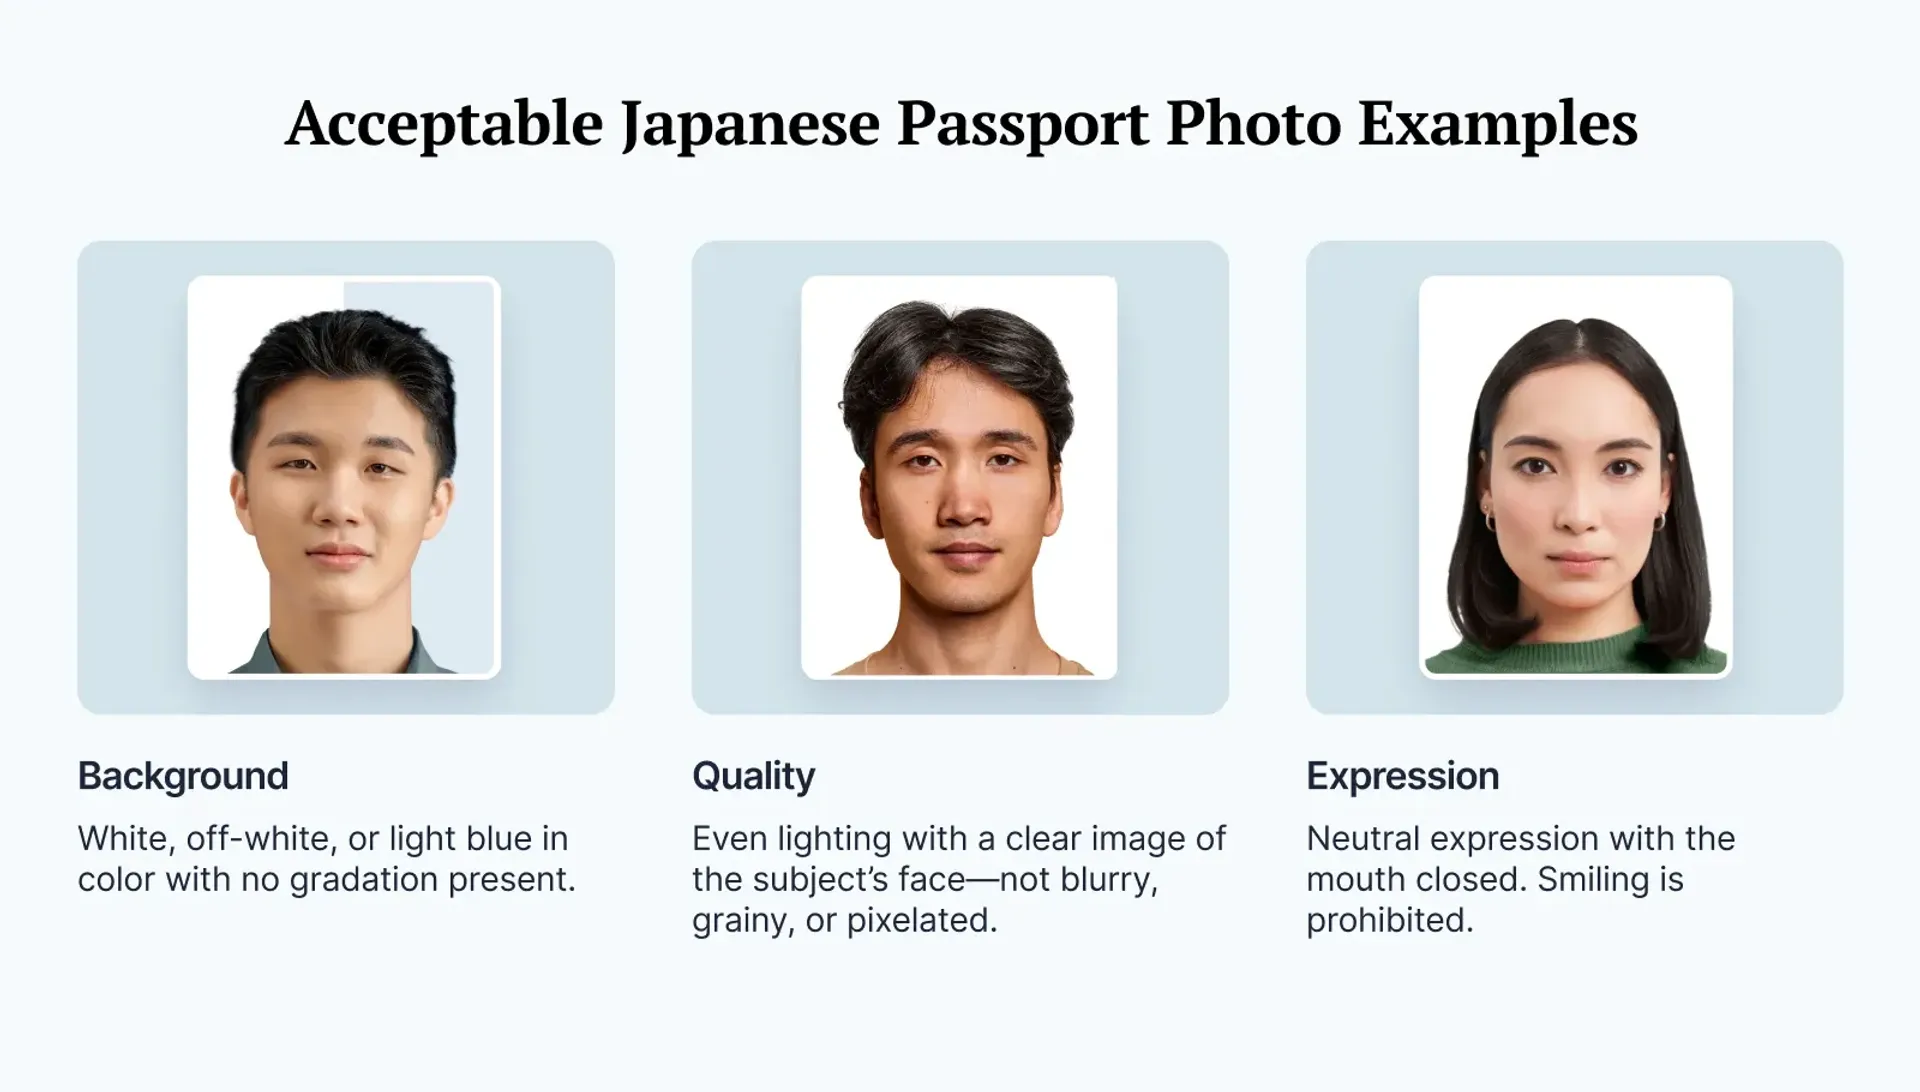 Acceptable Japanese Passport Photo Examples
Background
White, off-white, or light blue in
color with no gradation present.
Quality
Even lighting with a clear image of
the subject’s face—not blurry,
grainy, or pixelated.
Expression
Neutral expression with the
mouth closed. Smiling is
prohibited.